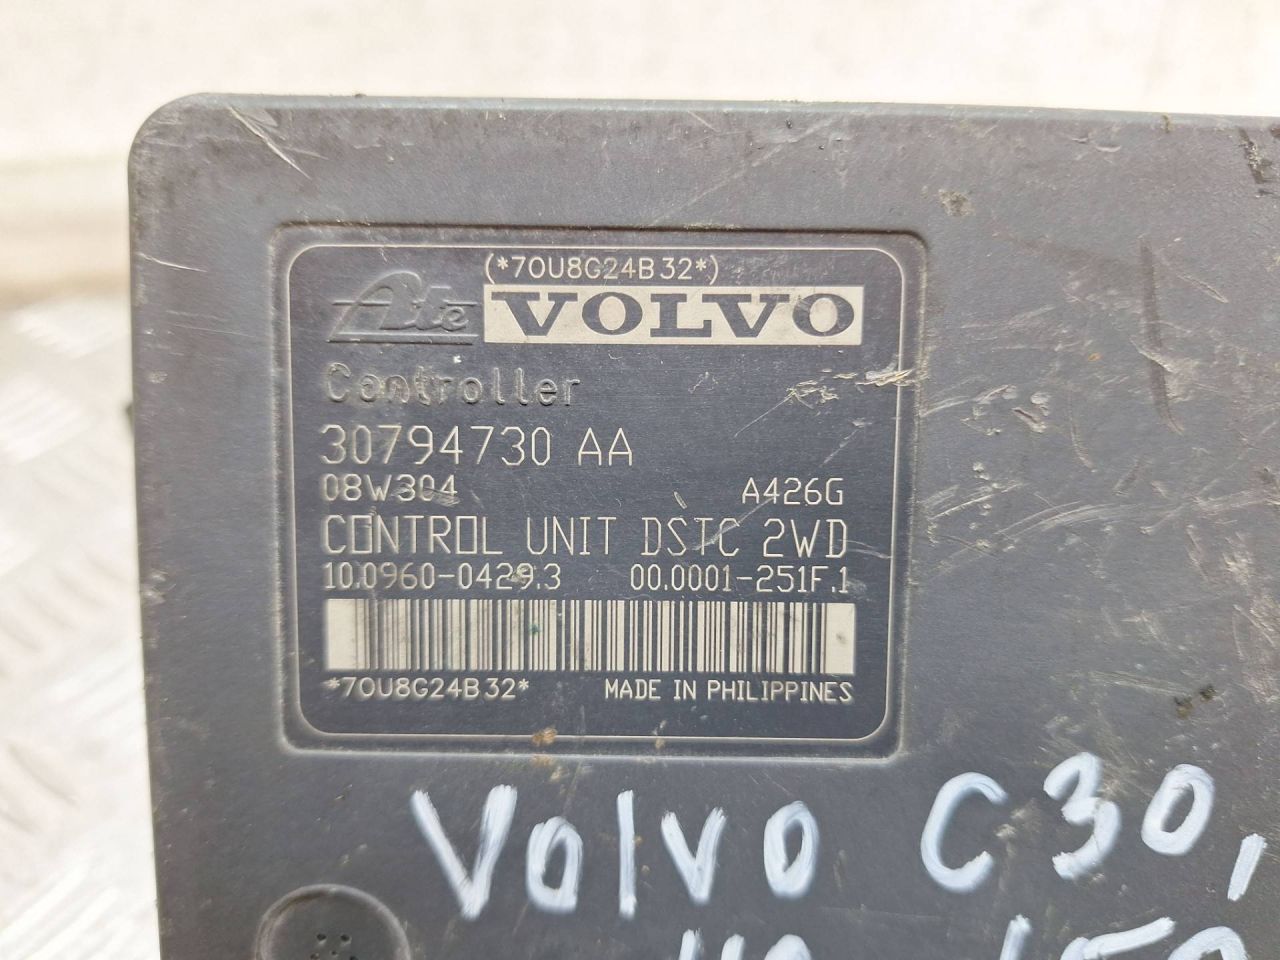 (*70U8G24B32*)
Ate VOLVO
Controller
30794730 AA
08W304 A426G
CONTROL UNIT DSTC 2WD
10.0960-0429.3 00.0001-251F.1
*70U8G24B32* MADE IN PHILIPPINES
Volvo C30,